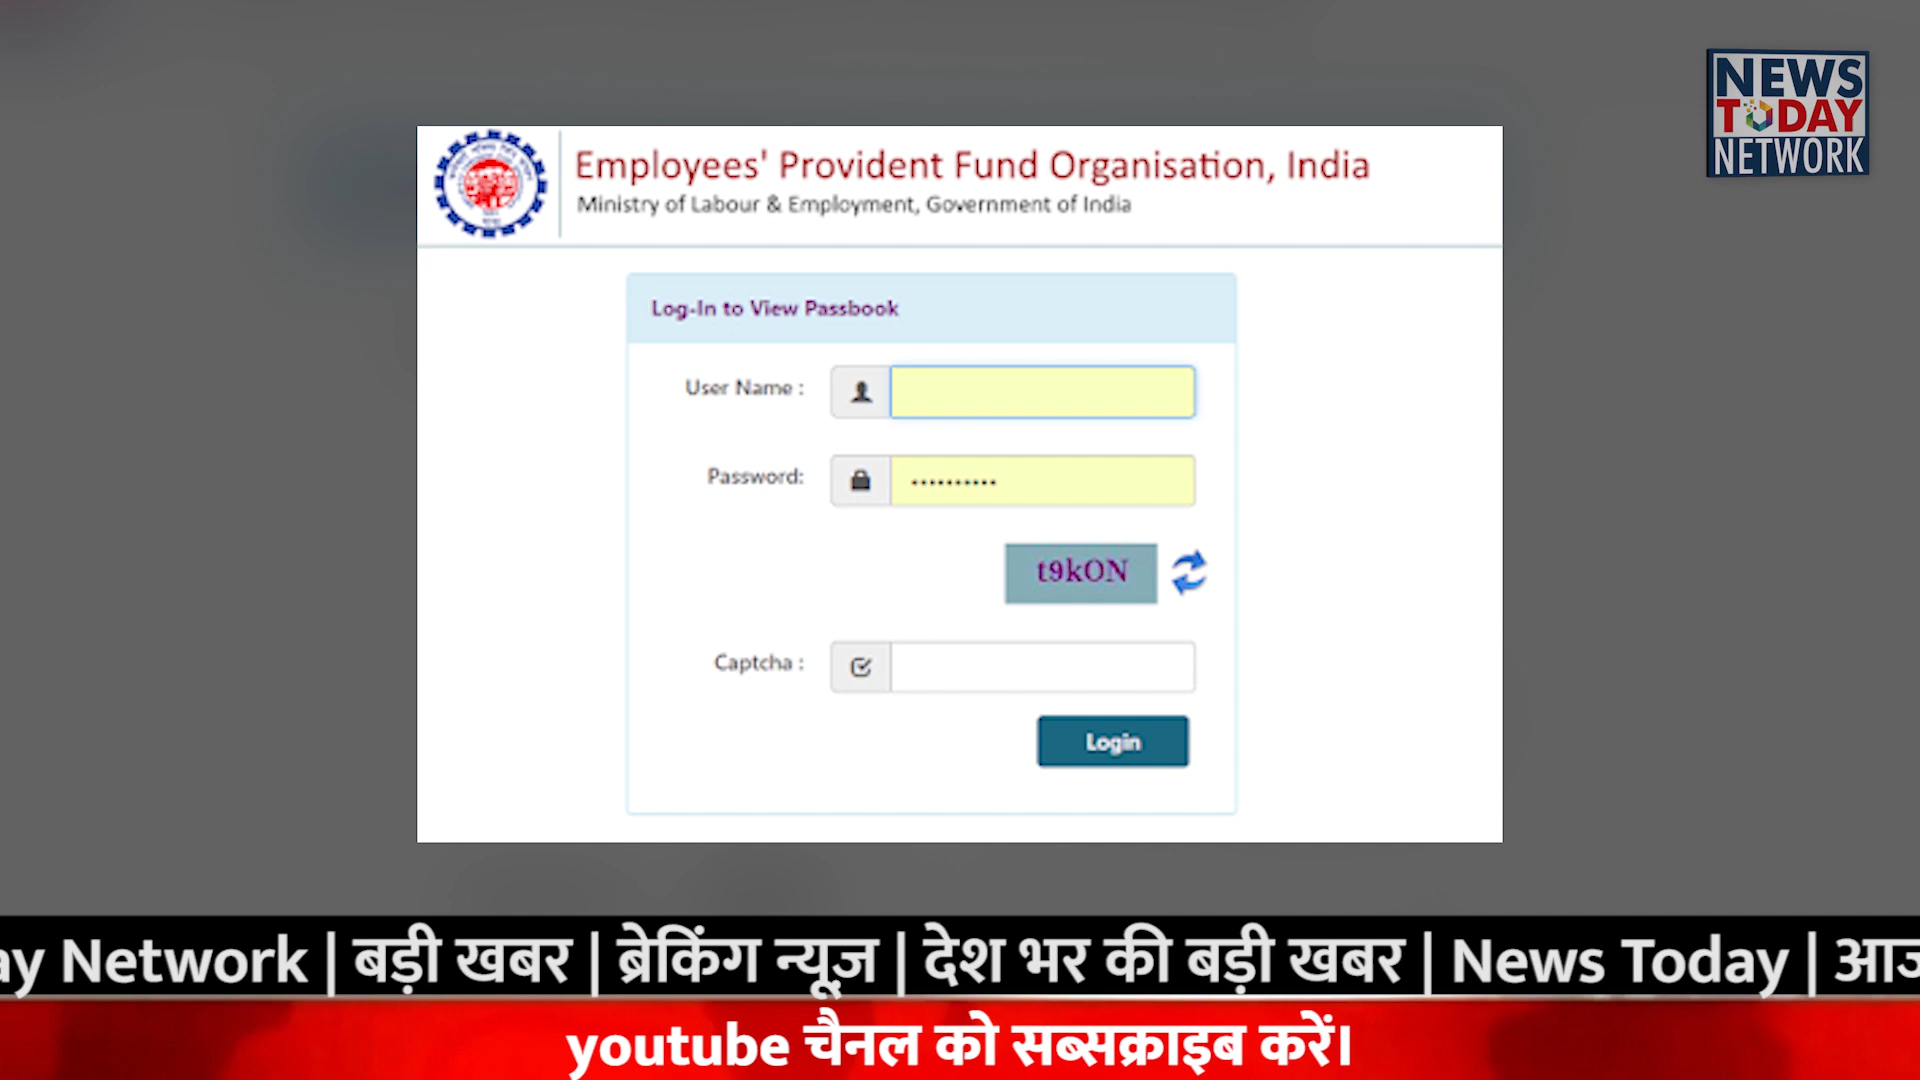 NEWS
TODAY
NETWORK
Employees' Provident Fund Organisation, India
Ministry of Labour & Employment, Government of India
Log-In to View Passbook
User Name :
Password:
t9kON
Captcha :
Login
ay Network | बड़ी खबर | ब्रेकिंग न्यूज | देश भर की बड़ी खबर | News Today | आज
youtube चैनल को सब्सक्राइब करें।